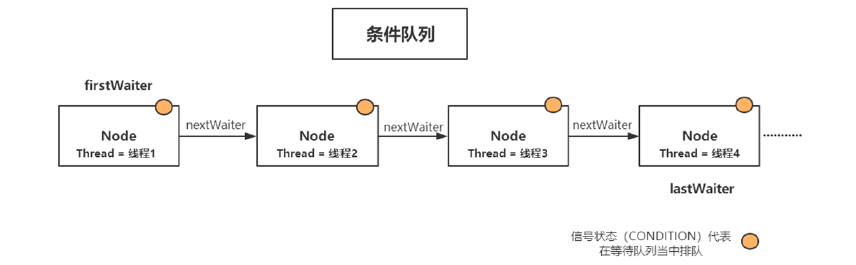 条件队列
firstWaiter
Node
Thread = 线程1
nextWaiter
Node
Thread = 线程2
nextWaiter
Node
Thread = 线程3
nextWaiter
Node
Thread = 线程4
...........
lastWaiter
信号状态（CONDITION）代表
在等待队列当中排队